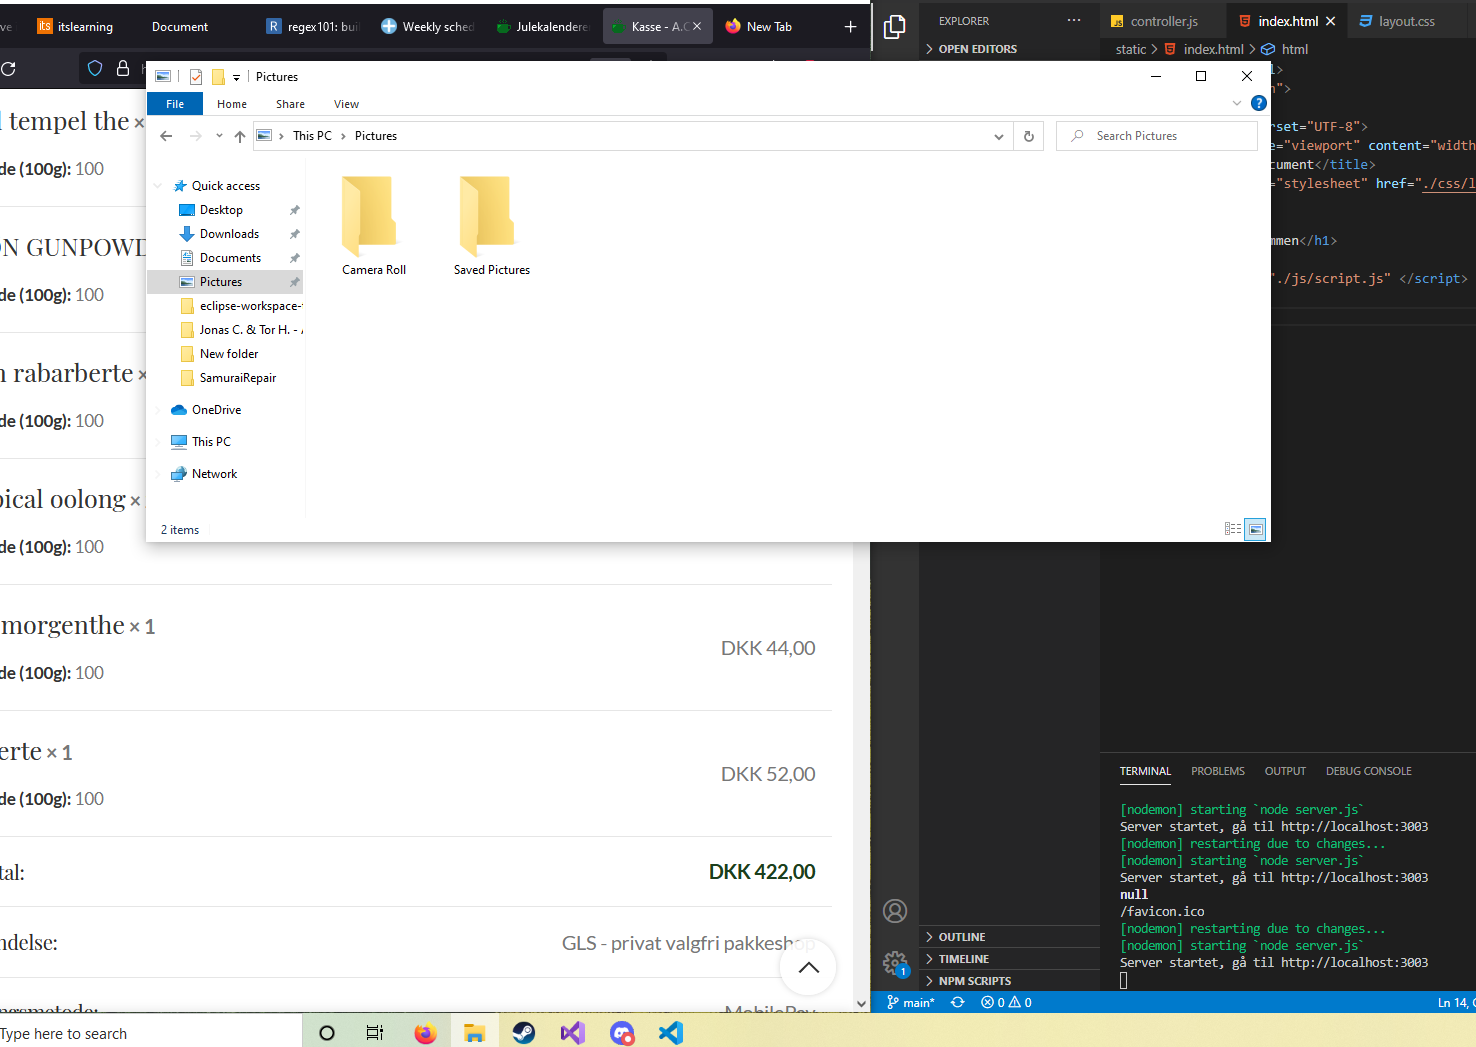 ve
itslearning
Document
regex101: bui
Weekly sched
Julekalendere
Kasse - A.C
New Tab
EXPLORER
OPEN EDITORS
controller.js
index.html
layout.css
static > index.html > html
Pictures
File
Home
Share
View
This PC
Pictures
Search Pictures
Quick access
Desktop
Downloads
Documents
Pictures
eclipse-workspace-
Jonas C. & Tor H. -
New folder
SamuraiRepair
OneDrive
This PC
Network
Camera Roll
Saved Pictures
2 items
l>
n">
rset="UTF-8">
e="viewport" content="width
cument</title>
="stylesheet" href="./css/l
mmen</h1>
"./js/script.js" </script>
l tempel the ×
de (100g): 100
ON GUNPOWD
de (100g): 100
n rabarberte ×
de (100g): 100
pical oolong ×
de (100g): 100
morgenthe × 1
DKK 44,00
de (100g): 100
erte × 1
DKK 52,00
de (100g): 100
tal:
DKK 422,00
ndelse:
GLS - privat valgfri pakkeshop
ngsmetode:
MobilePay
TERMINAL
PROBLEMS
OUTPUT
DEBUG CONSOLE
[nodemon] starting `node server.js`
Server startet, gå til http://localhost:3003
[nodemon] restarting due to changes...
[nodemon] starting `node server.js`
Server startet, gå til http://localhost:3003
null
/favicon.ico
[nodemon] restarting due to changes...
[nodemon] starting `node server.js`
Server startet, gå til http://localhost:3003
OUTLINE
TIMELINE
NPM SCRIPTS
1
main*
0
0
Ln 14,
Type here to search